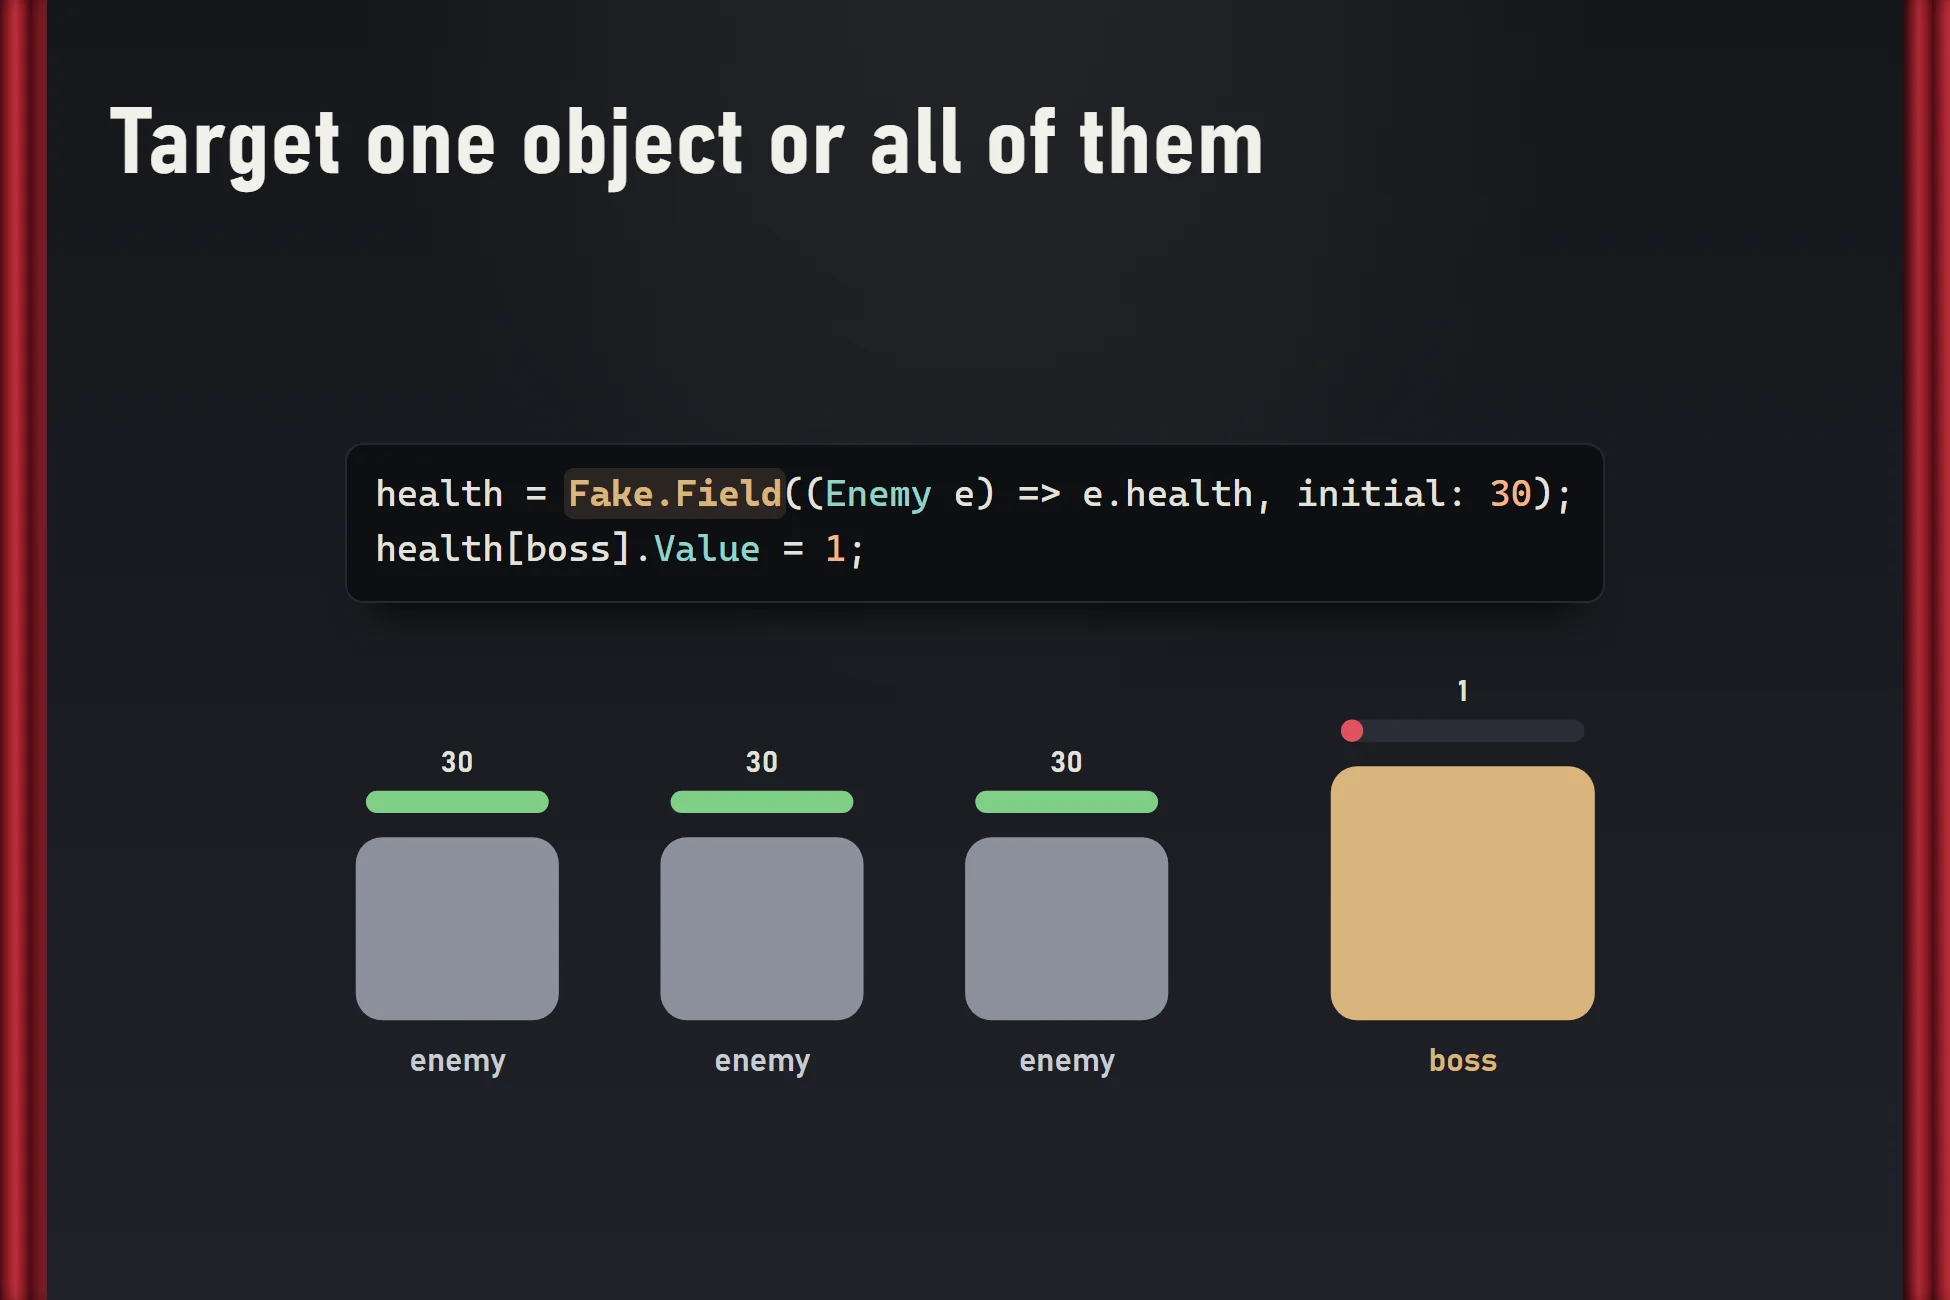 Target one object or all of them
health = Fake.Field((Enemy e) => e.health, initial: 30);
health[boss].Value = 1;
1
30 30 30
enemy enemy enemy boss